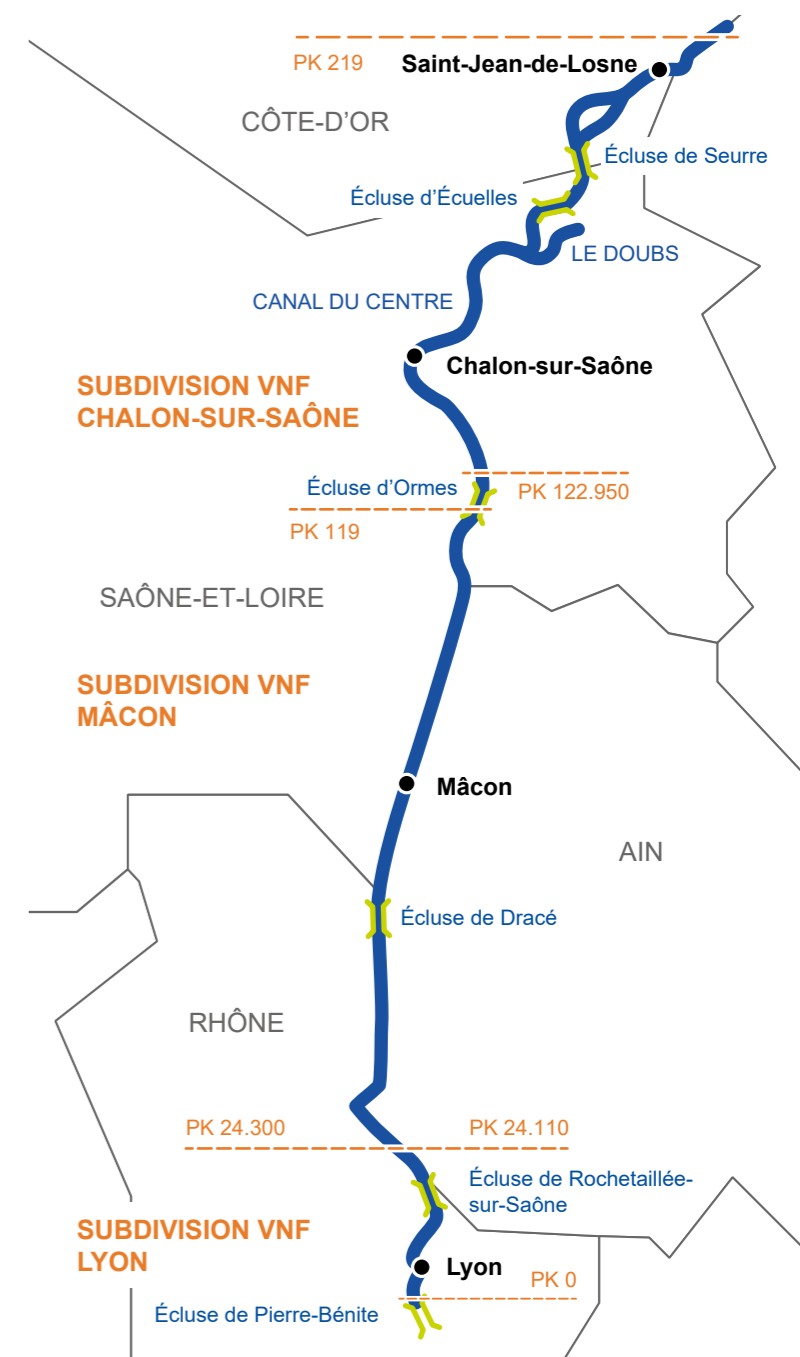 PK 219
Saint-Jean-de-Losne
CÔTE-D'OR
Écluse de Seurre
Écluse d'Écuelles
LE DOUBS
CANAL DU CENTRE
Chalon-sur-Saône
SUBDIVISION VNF
CHALON-SUR-SAÔNE
Écluse d'Ormes
PK 122.950
PK 119
SAÔNE-ET-LOIRE
SUBDIVISION VNF
MÂCON
Mâcon
AIN
Écluse de Dracé
RHÔNE
PK 24.300
PK 24.110
Écluse de Rochetaillée-
sur-Saône
SUBDIVISION VNF
LYON
Lyon
PK 0
Écluse de Pierre-Bénite